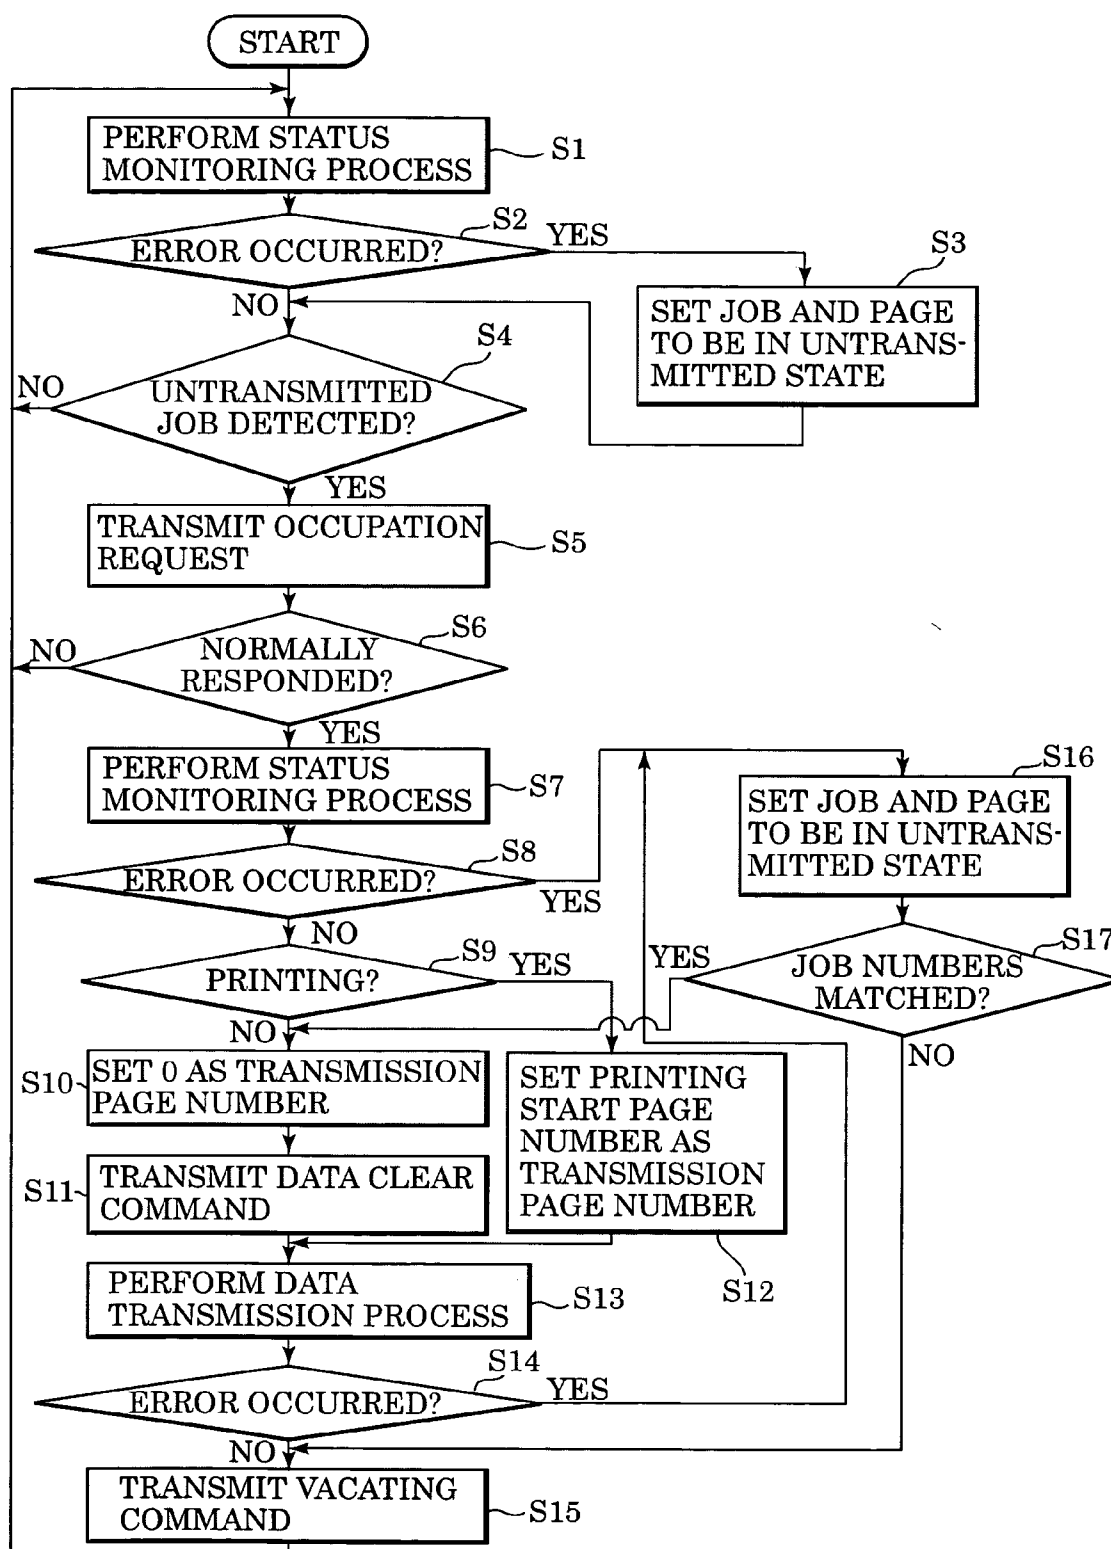 START
PERFORM STATUS
MONITORING PROCESS
S1
S2
ERROR OCCURRED?
YES
S3
NO
SET JOB AND PAGE
TO BE IN UNTRANS-
MITTED STATE
S4
NO
UNTRANSMITTED
JOB DETECTED?
YES
TRANSMIT OCCUPATION
REQUEST
S5
S6
NO
NORMALLY
RESPONDED?
YES
PERFORM STATUS
MONITORING PROCESS
S7
S16
SET JOB AND PAGE
TO BE IN UNTRANS-
MITTED STATE
S8
ERROR OCCURRED?
YES
NO
S17
S9
PRINTING?
YES
YES
JOB NUMBERS
MATCHED?
NO
NO
S10
SET 0 AS TRANSMISSION
PAGE NUMBER
SET PRINTING
START PAGE
NUMBER AS
TRANSMISSION
PAGE NUMBER
S11
TRANSMIT DATA CLEAR
COMMAND
S12
PERFORM DATA
TRANSMISSION PROCESS
S13
S14
ERROR OCCURRED?
YES
NO
TRANSMIT VACATING
COMMAND
S15